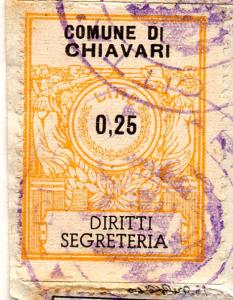 COMUNE DI
CHIAVARI
0,25
DIRITTI
SEGRETERIA